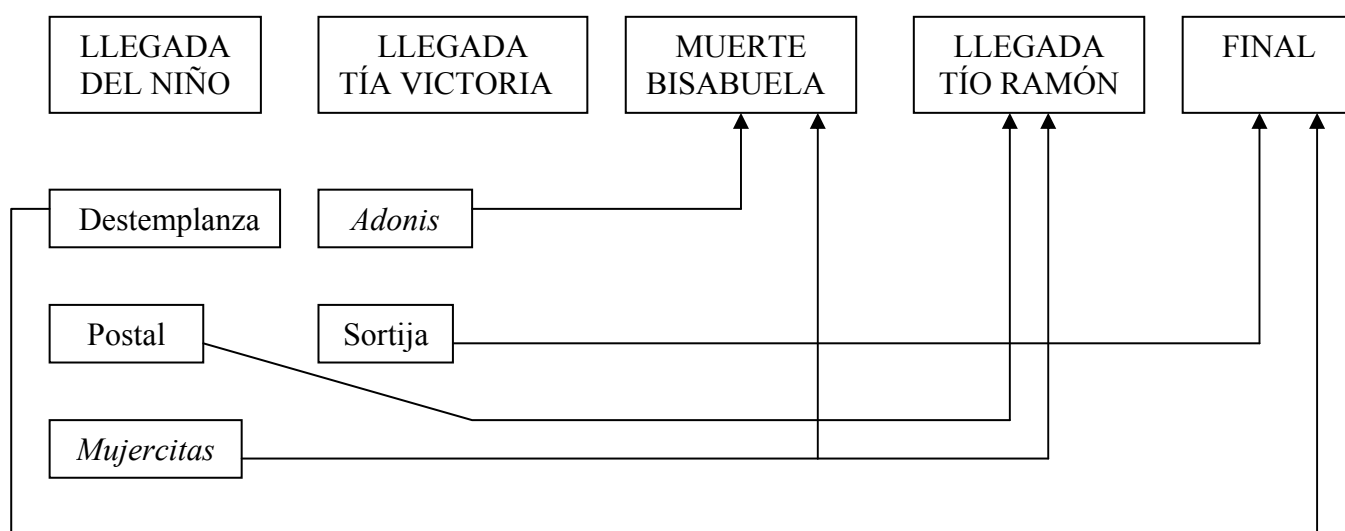 LLEGADA
DEL NIÑO
LLEGADA
TÍA VICTORIA
MUERTE
BISABUELA
LLEGADA
TÍO RAMÓN
FINAL
Destemplanza
Adonis
Postal
Sortija
Mujercitas